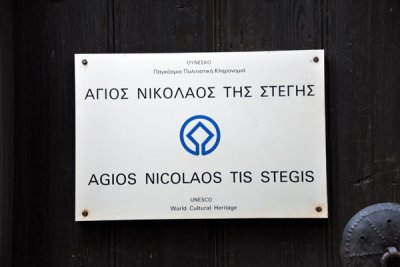 ΟΥΝΕΣΚΟ
Παγκόσμια Πολιτιστική Κληρονομιά
ΑΓΙΟΣ ΝΙΚΟΛΑΟΣ ΤΗΣ ΣΤΕΓΗΣ
AGIOS NICOLAOS TIS STEGIS
UNESCO
World Cultural Heritage